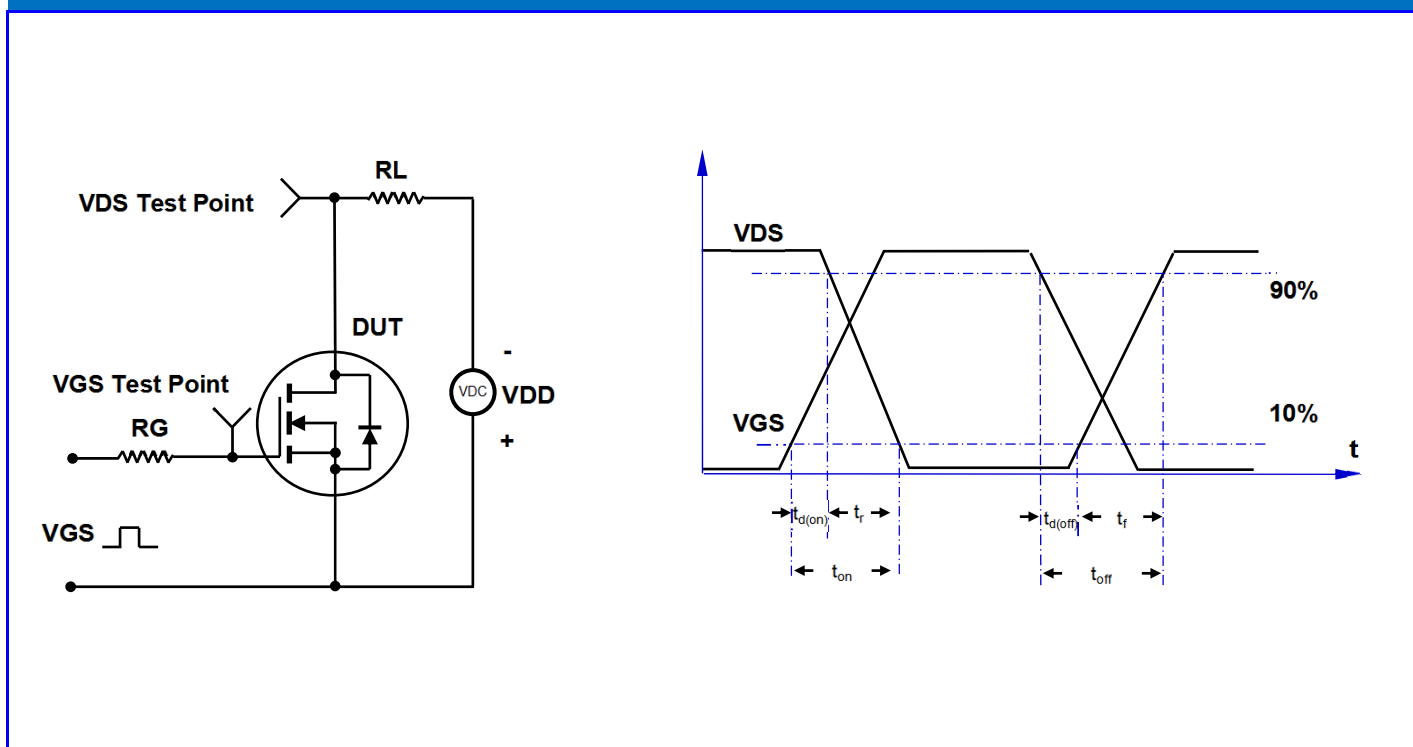 RL
VDS Test Point
DUT
-
VGS Test Point
VDC
VDD
RG
+
VGS
VDS
90%
VGS
10%
t
td(on)
tr
td(off)
tf
ton
toff